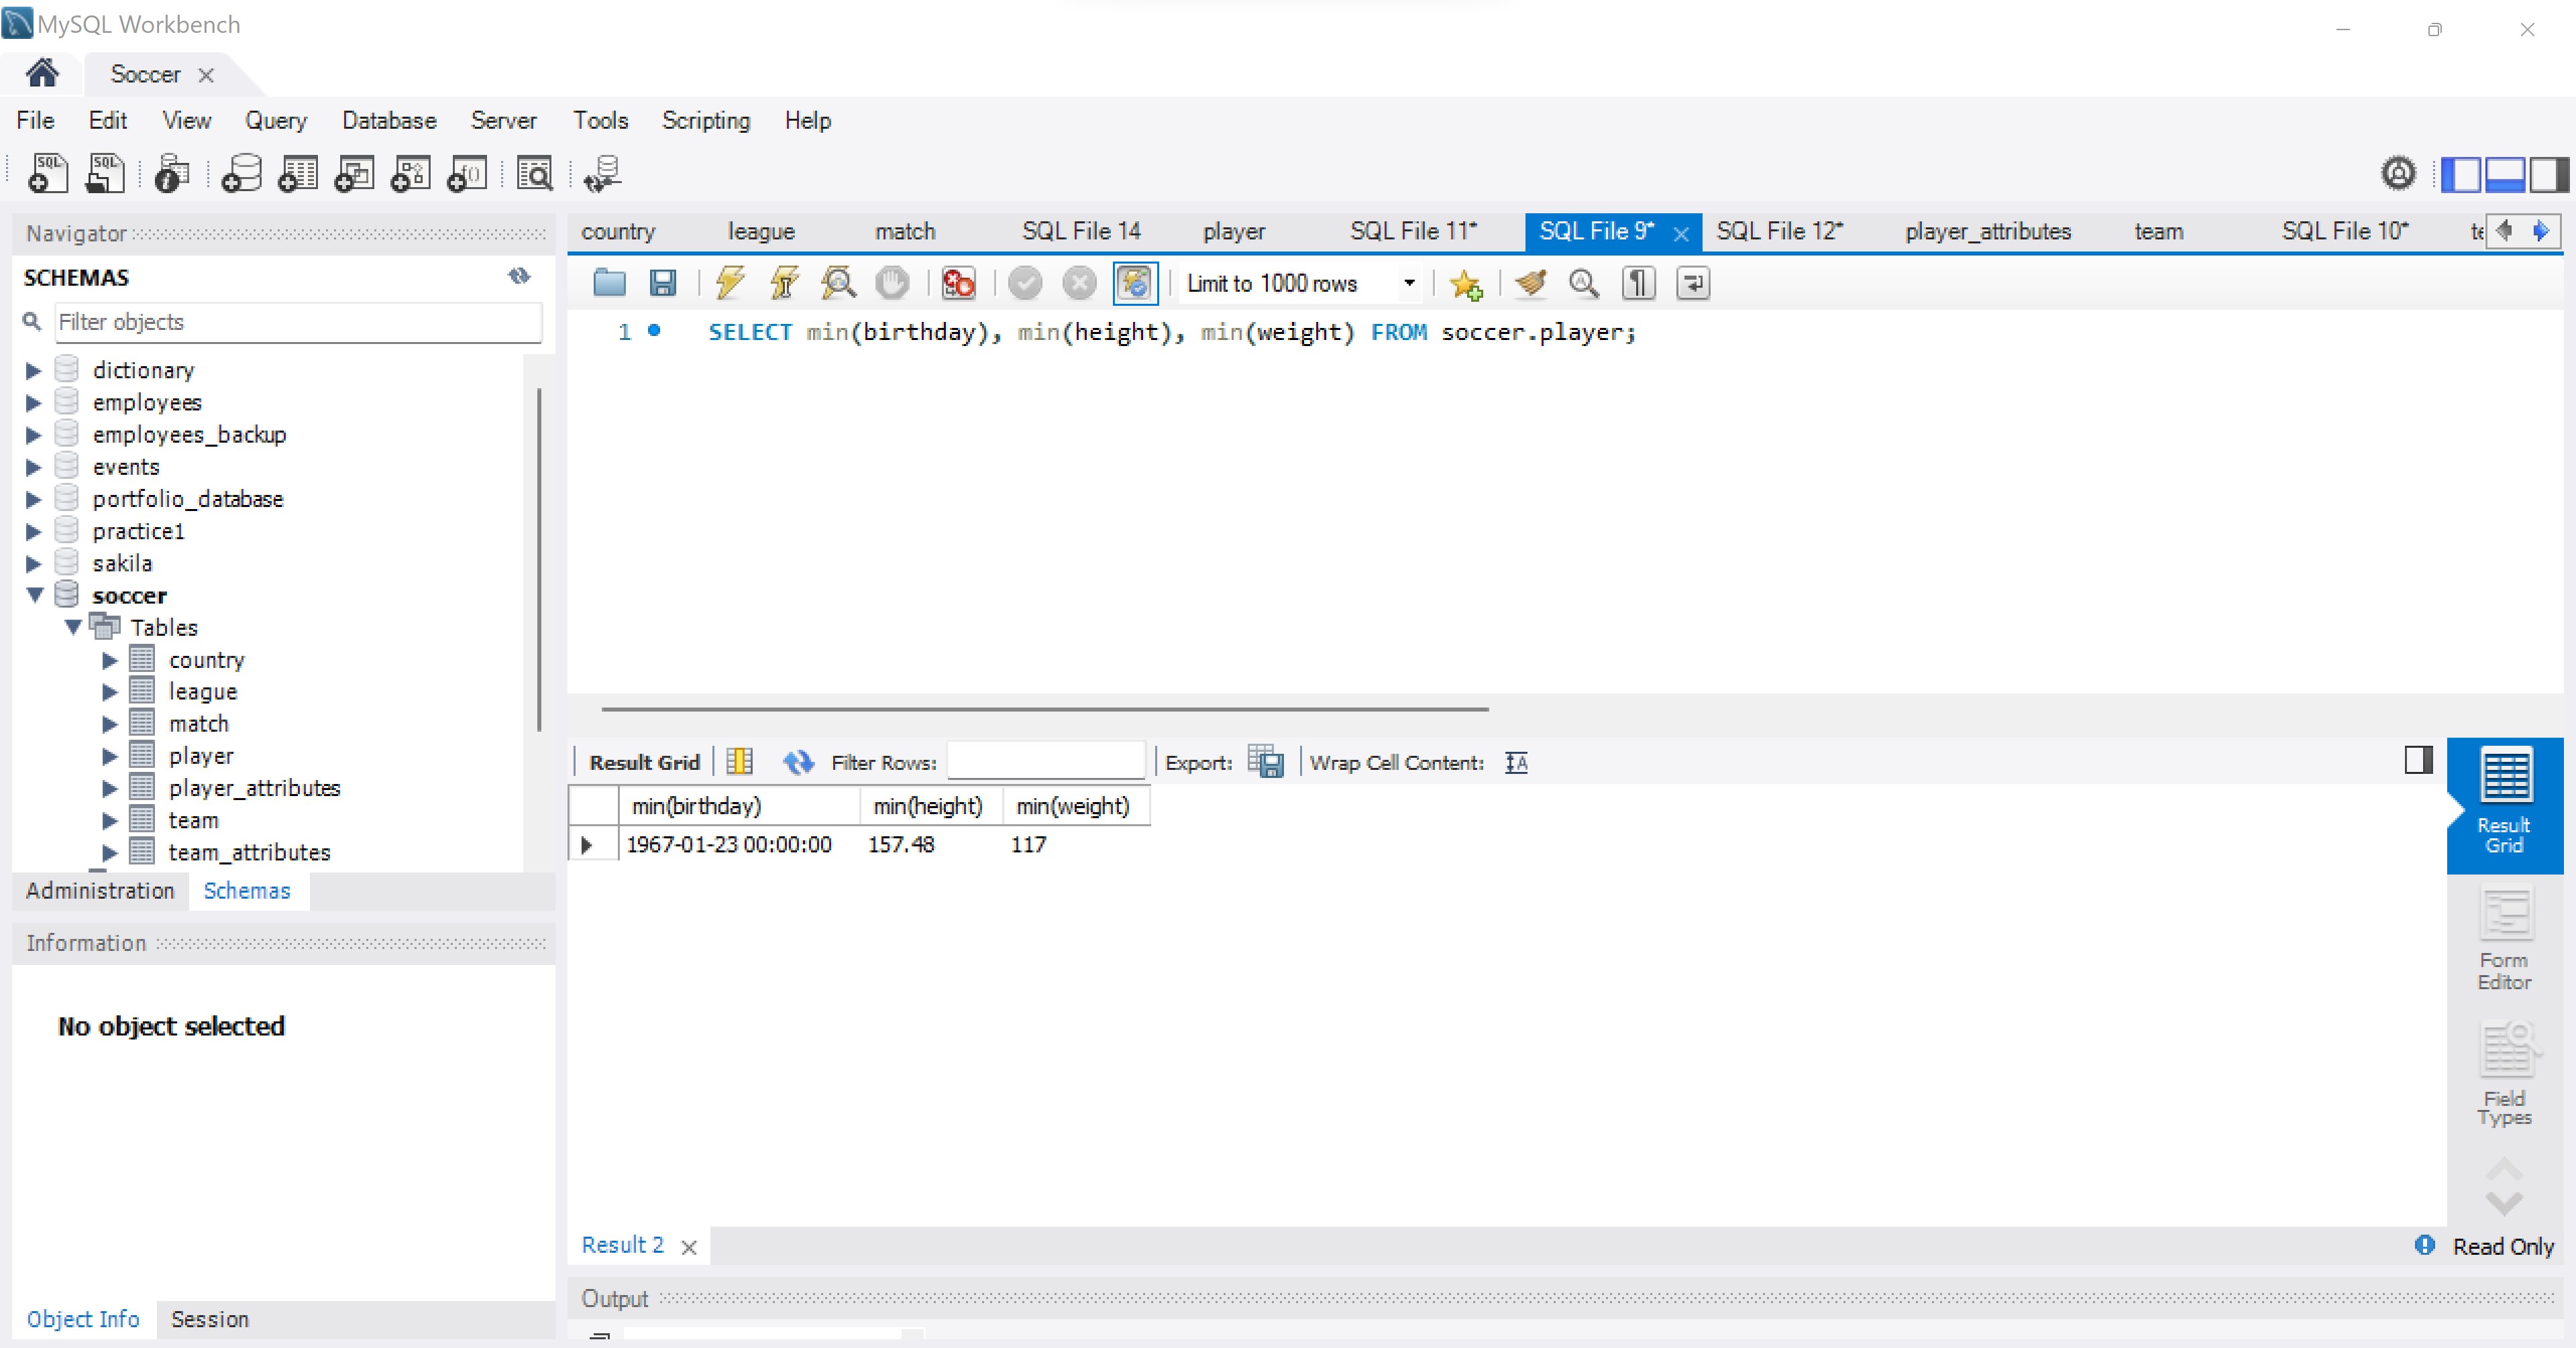 MySQL Workbench
Soccer
File Edit View Query Database Server Tools Scripting Help
Navigator
SCHEMAS
Filter objects
dictionary
employees
employees_backup
events
portfolio_database
practice1
sakila
soccer
Tables
country
league
match
player
player_attributes
team
team_attributes
Administration Schemas
Information
No object selected
Object Info Session
country league match SQL File 14 player SQL File 11* SQL File 9* SQL File 12* player_attributes team SQL File 10*
Limit to 1000 rows
1 SELECT min(birthday), min(height), min(weight) FROM soccer.player;
Result Grid Filter Rows: Export: Wrap Cell Content:
min(birthday) min(height) min(weight)
1967-01-23 00:00:00 157.48 117
Result
Grid
Form
Editor
Field
Types
Result 2
Read Only
Output